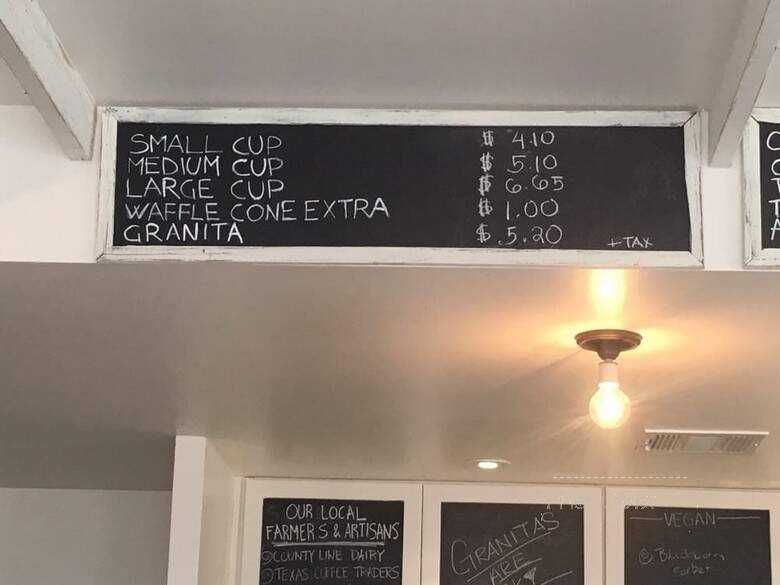 SMALL CUP $ 4.10
MEDIUM CUP $ 5.10
LARGE CUP $ 6.65
WAFFLE CONE EXTRA $ 1.00
GRANITA $ 5.20 + TAX
OUR LOCAL
FARMERS & ARTISANS
COUNTY LINE DAIRY
TEXAS COFFEE TRADERS
GRANITAS
ARE
VEGAN
Sorbet